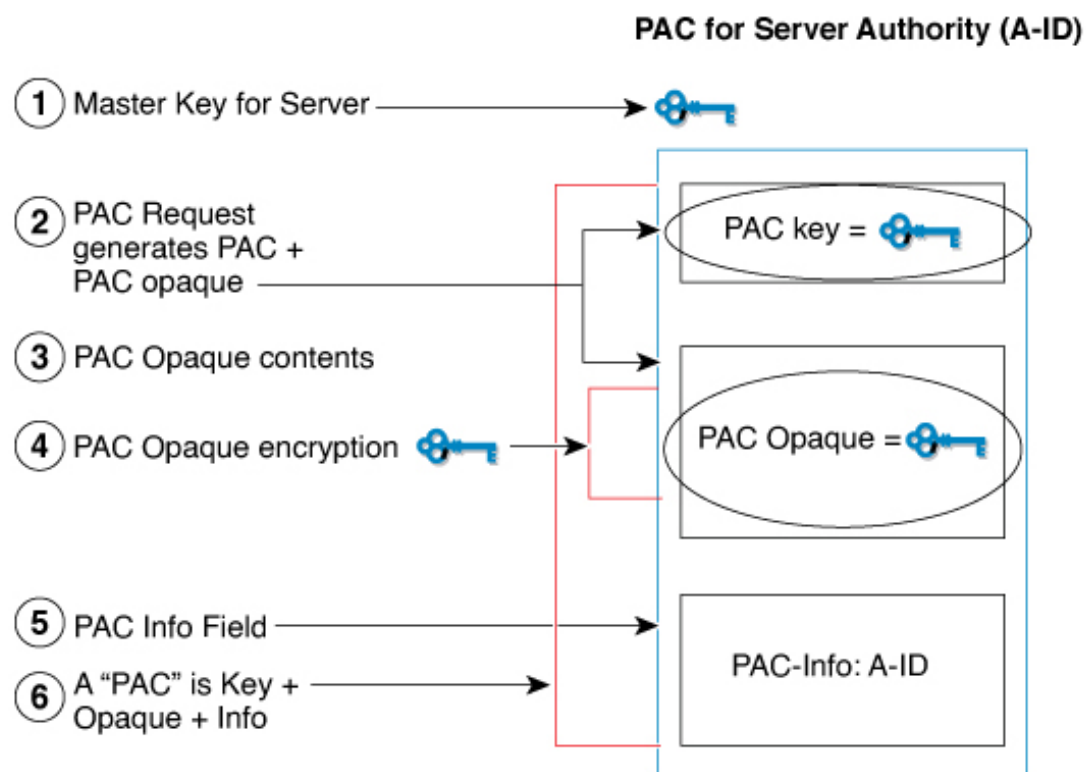 PAC for Server Authority (A-ID)
1 Master Key for Server
2 PAC Request
generates PAC +
PAC opaque
PAC key =
3 PAC Opaque contents
4 PAC Opaque encryption
PAC Opaque =
5 PAC Info Field
PAC-Info: A-ID
6 A “PAC” is Key +
Opaque + Info